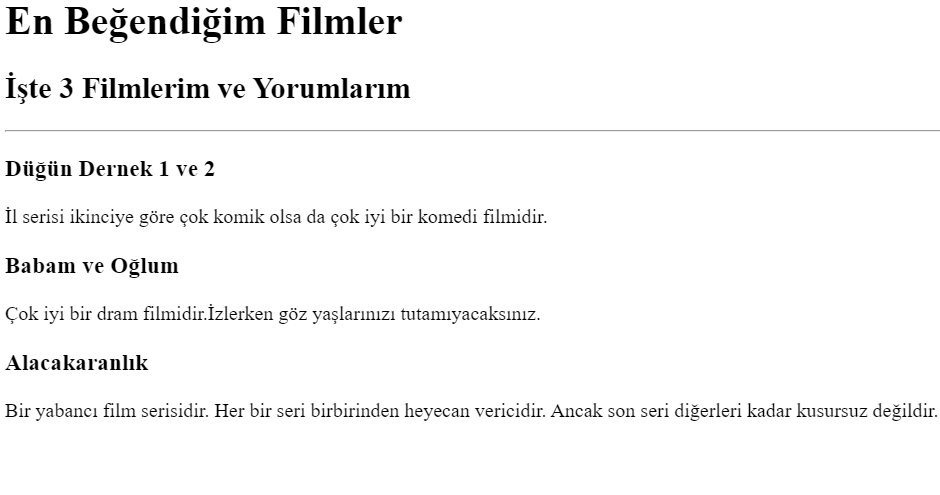 En Beğendiğim Filmler
İşte 3 Filmlerim ve Yorumlarım
Düğün Dernek 1 ve 2
İl serisi ikinciye göre çok komik olsa da çok iyi bir komedi filmidir.
Babam ve Oğlum
Çok iyi bir dram filmidir.İzlerken göz yaşlarınızı tutamıyacaksınız.
Alacakaranlık
Bir yabancı film serisidir. Her bir seri birbirinden heyecan vericidir. Ancak son seri diğerleri kadar kusursuz değildir.